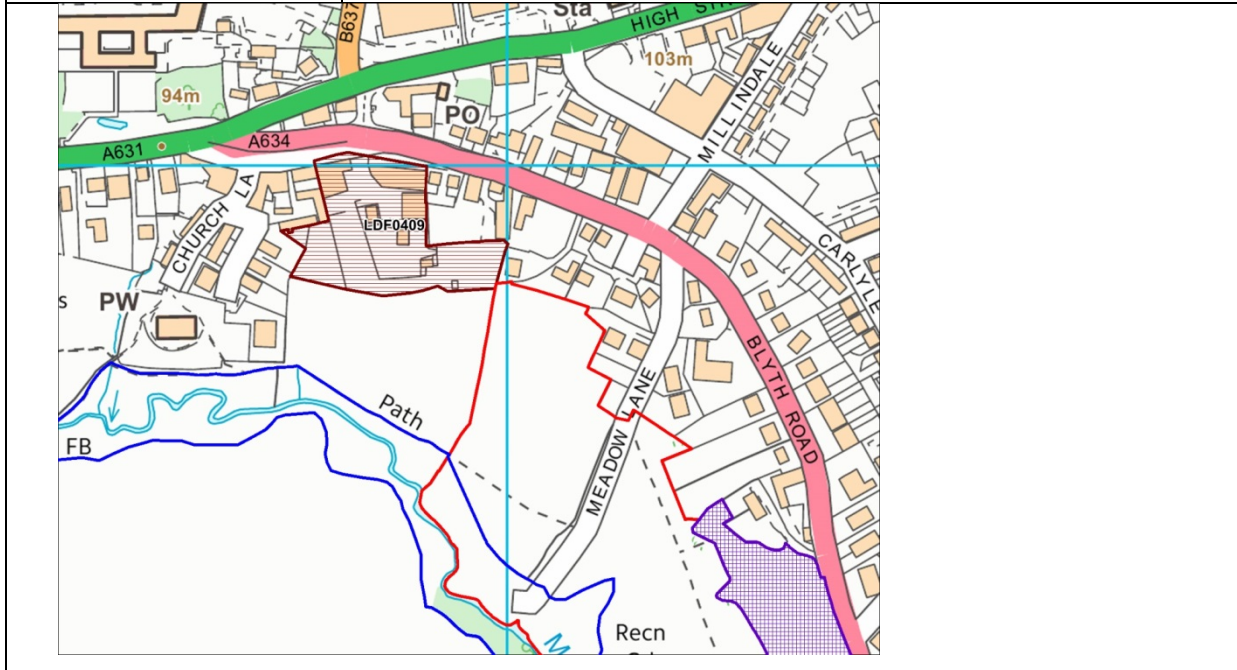 Sta
HIGH
B637
103m
MILLINDALE
94m
PO
A631
A634
CHURCH LA
LDF0409
CARLYLE
s
PW
BLYTH ROAD
Path
MEADOW LANE
FB
Recn
M